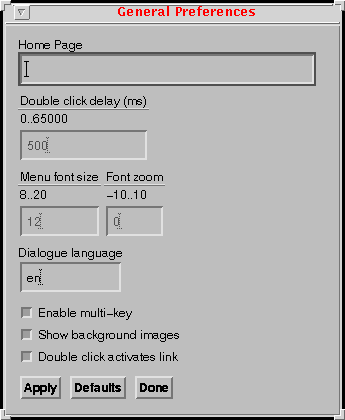 General Preferences
Home Page
Double click delay (ms)
0..65000
500
Menu font size Font zoom
8..20 −10..10
12 0
Dialogue language
en
Enable multi-key
Show background images
Double click activates link
Apply Defaults Done